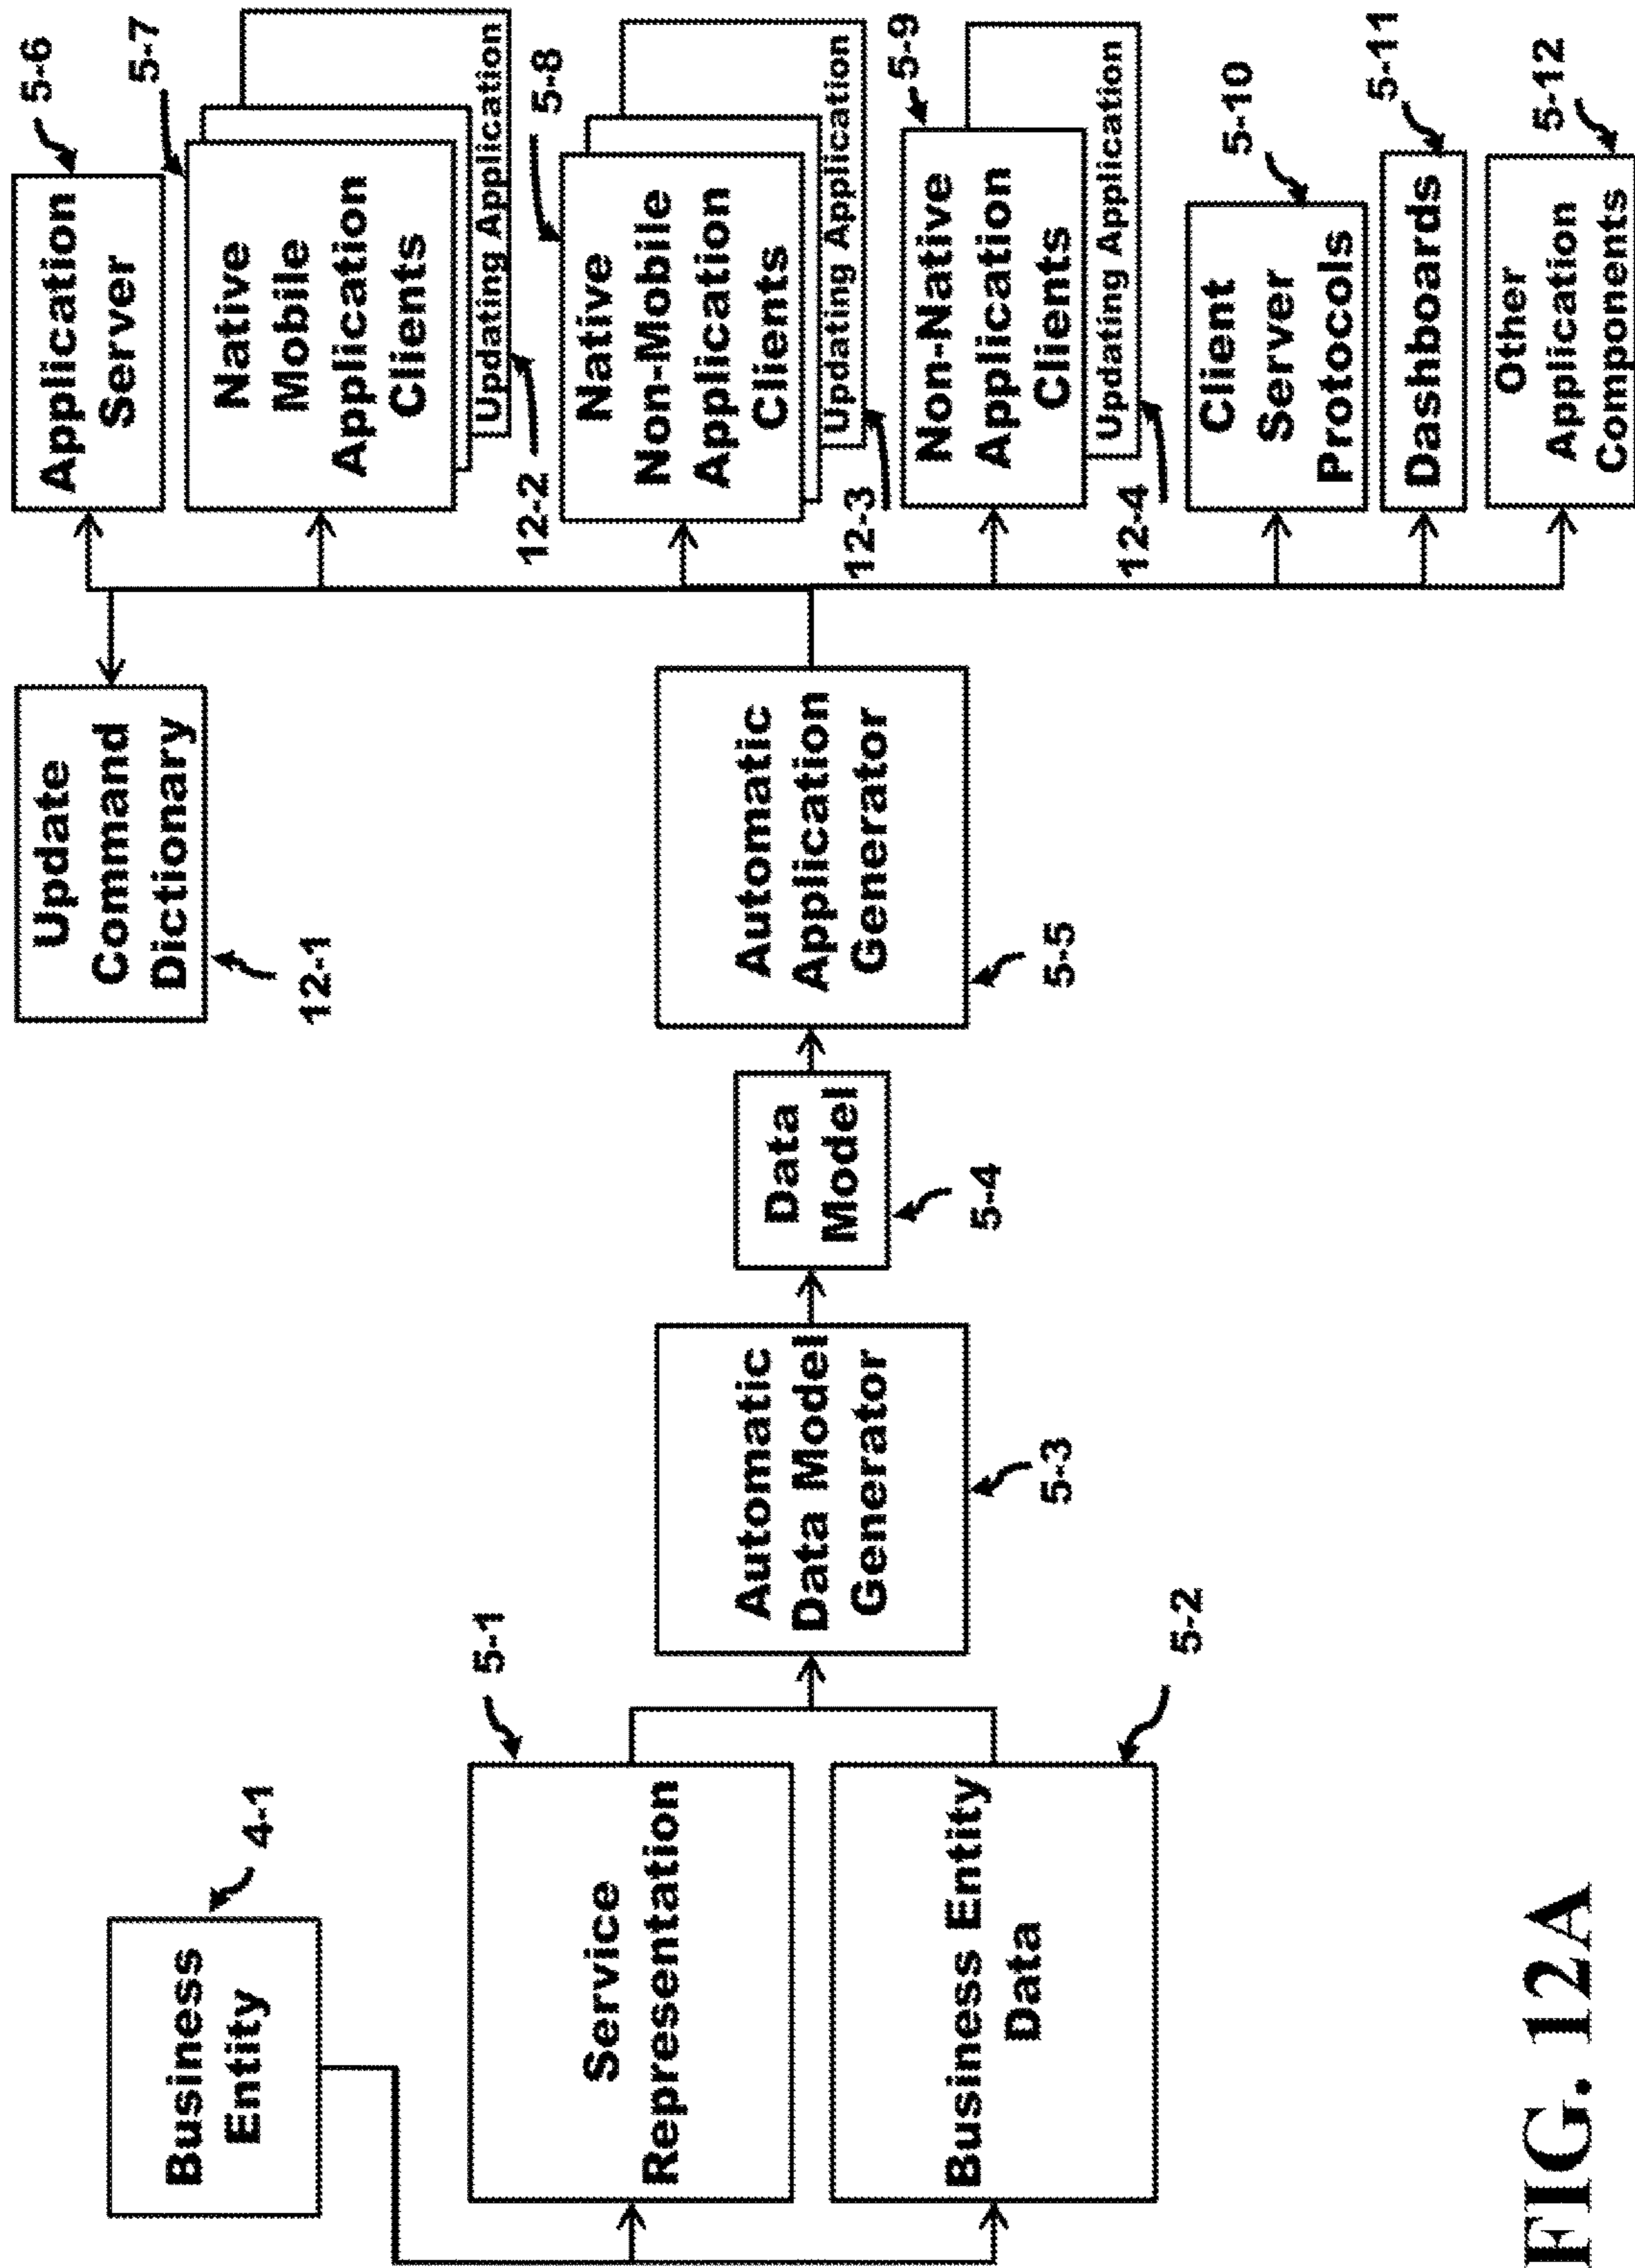 Business
Entity
4-1
Service
Representation
5-1
Business Entity
Data
5-2
Automatic
Data Model
Generator
5-3
Data
Model
5-4
Automatic
Application
Generator
5-5
Update
Command
Dictionary
12-1
Application
Server
5-6
Native
Mobile
Application
Clients
5-7
Updating Application
12-2
Native
Non-Mobile
Application
Clients
5-8
Updating Application
12-3
Non-Native
Application
Clients
5-9
Updating Application
12-4
Client
Server
Protocols
5-10
Dashboards
5-11
Other
Application
Components
5-12
FIG. 12A